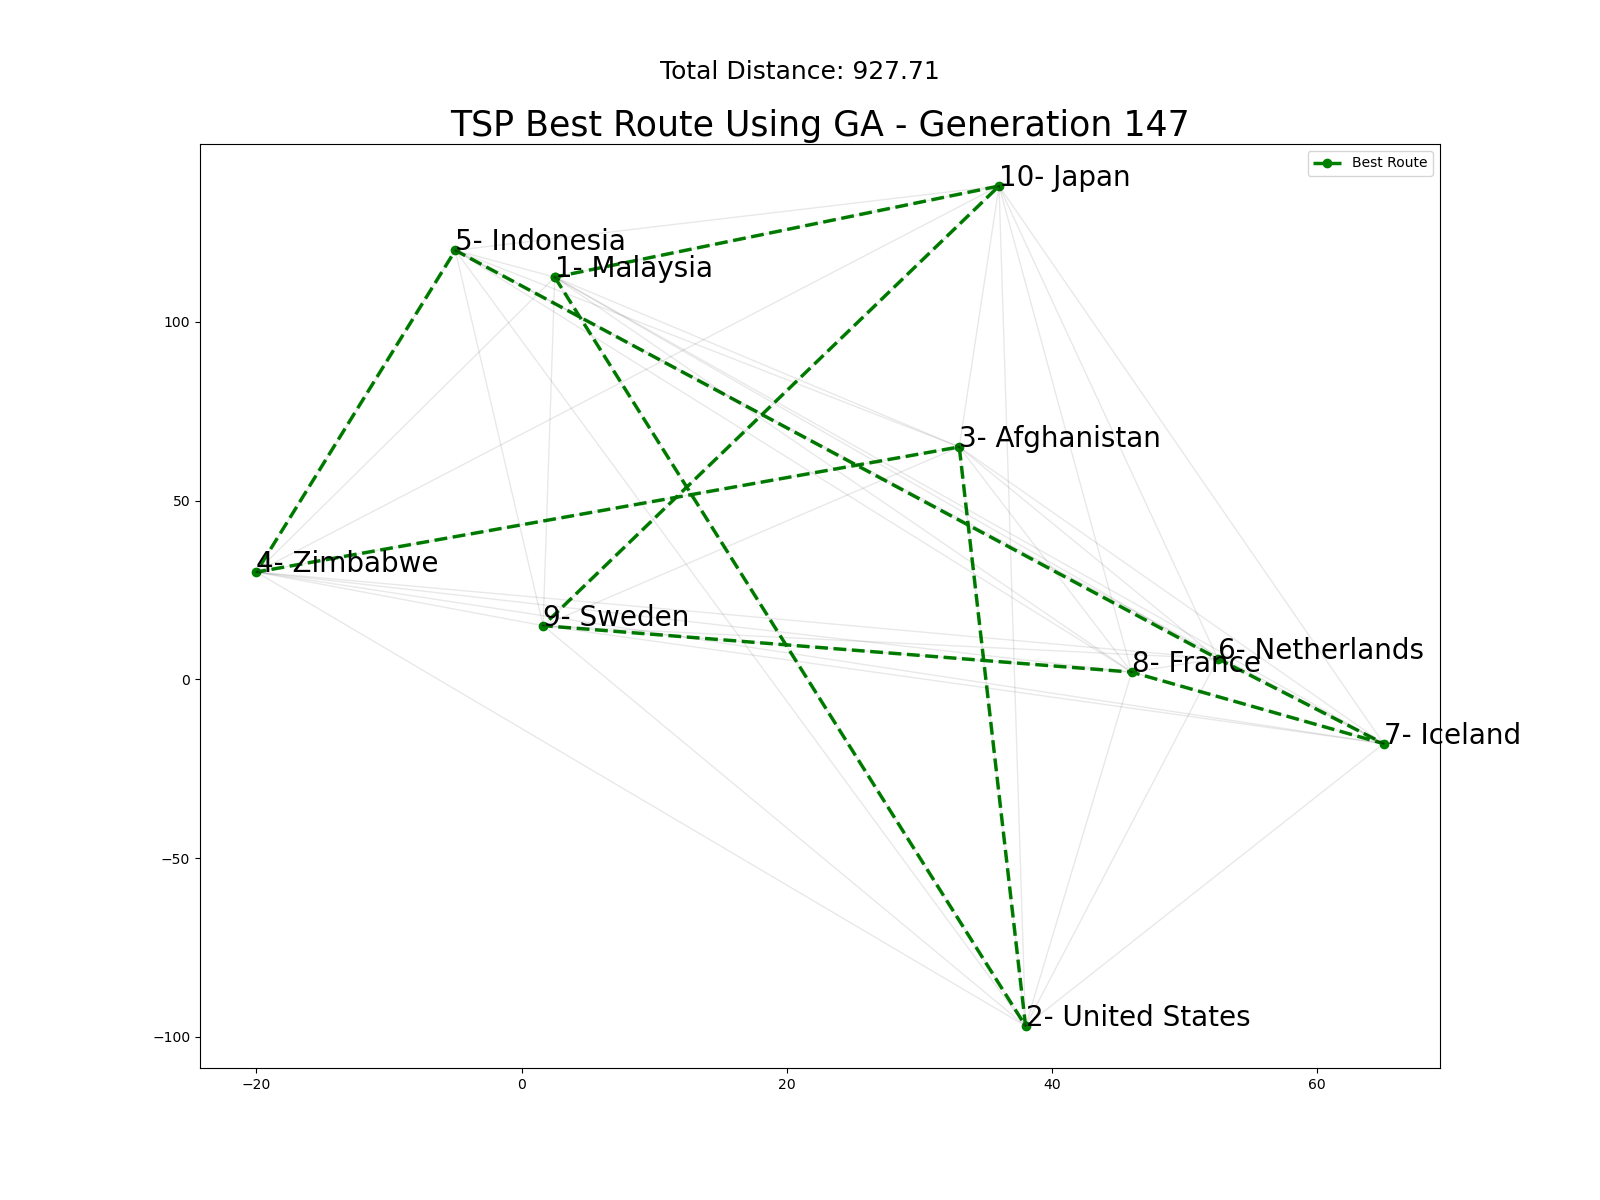 Total Distance: 927.71
TSP Best Route Using GA - Generation 147
Best Route
10- Japan
5- Indonesia
1- Malaysia
3- Afghanistan
4- Zimbabwe
9- Sweden
6- Netherlands
8- France
7- Iceland
2- United States
100
50
0
−50
−100
−20
0
20
40
60